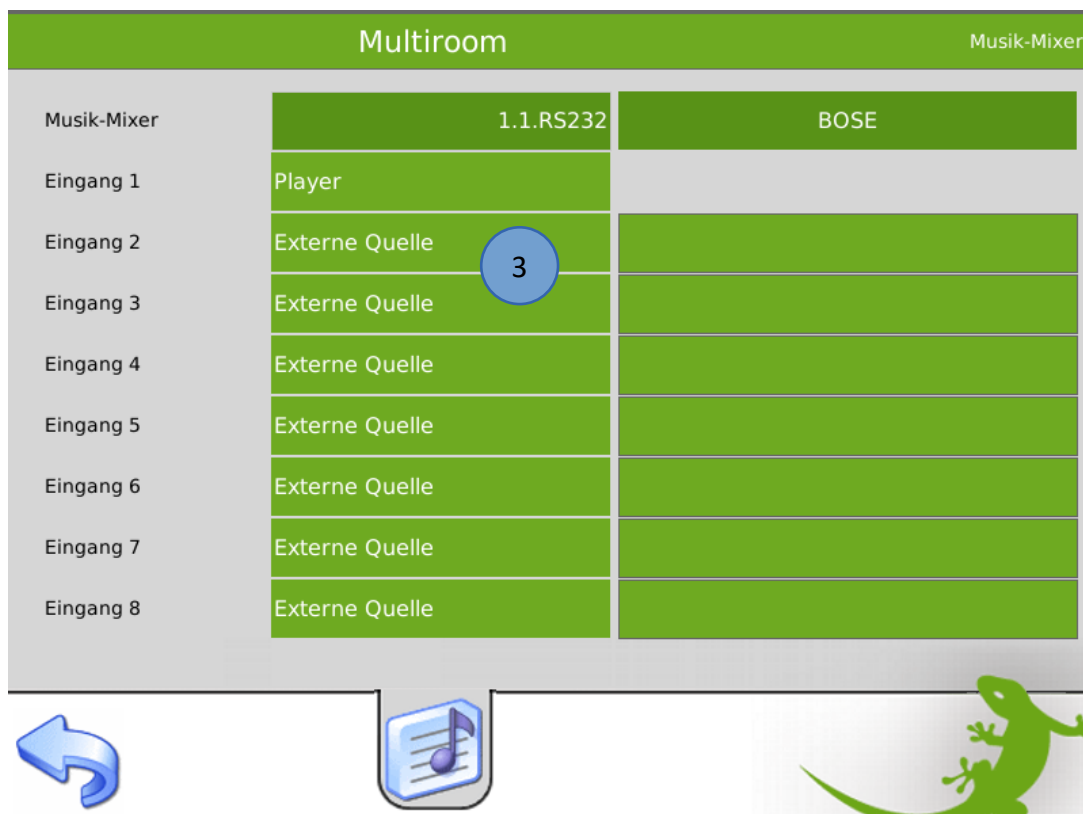 Multiroom Musik-Mixer
Musik-Mixer 1.1.RS232 BOSE
Eingang 1 Player
Eingang 2 Externe Quelle
3
Eingang 3 Externe Quelle
Eingang 4 Externe Quelle
Eingang 5 Externe Quelle
Eingang 6 Externe Quelle
Eingang 7 Externe Quelle
Eingang 8 Externe Quelle